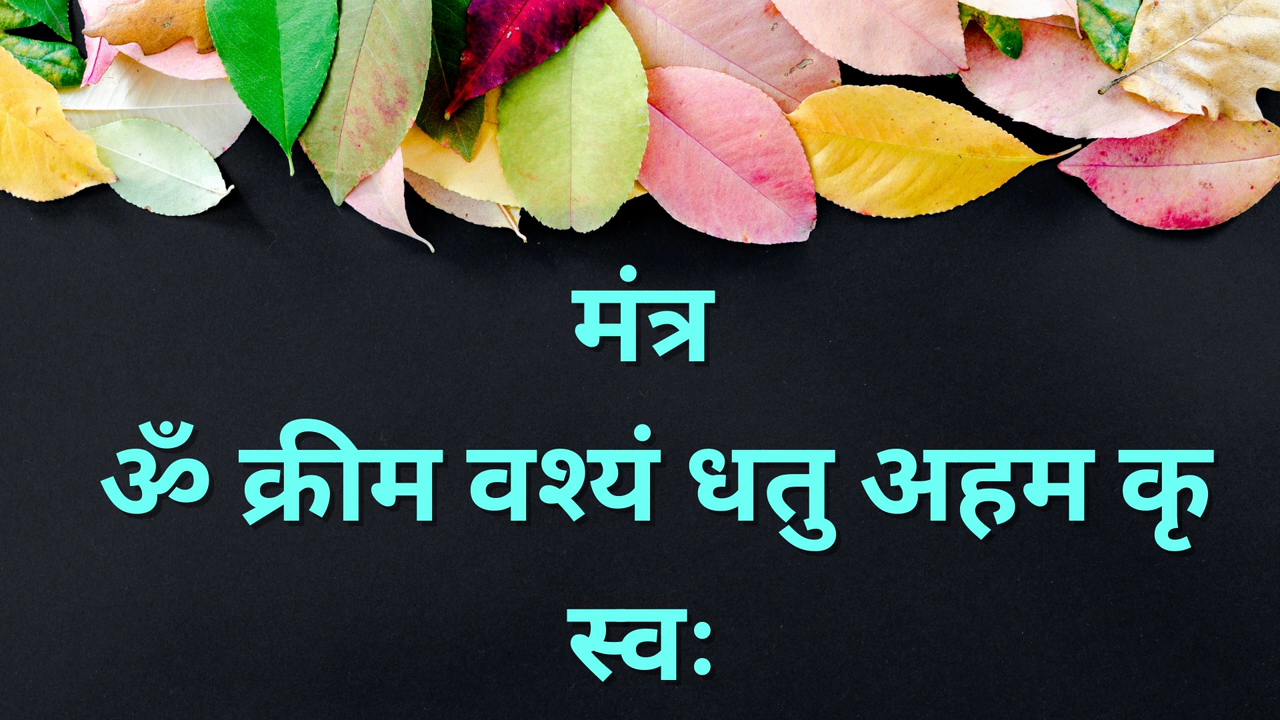 मंत्र
ॐ क्रीम वश्यं धतु अहम कृ
स्वः